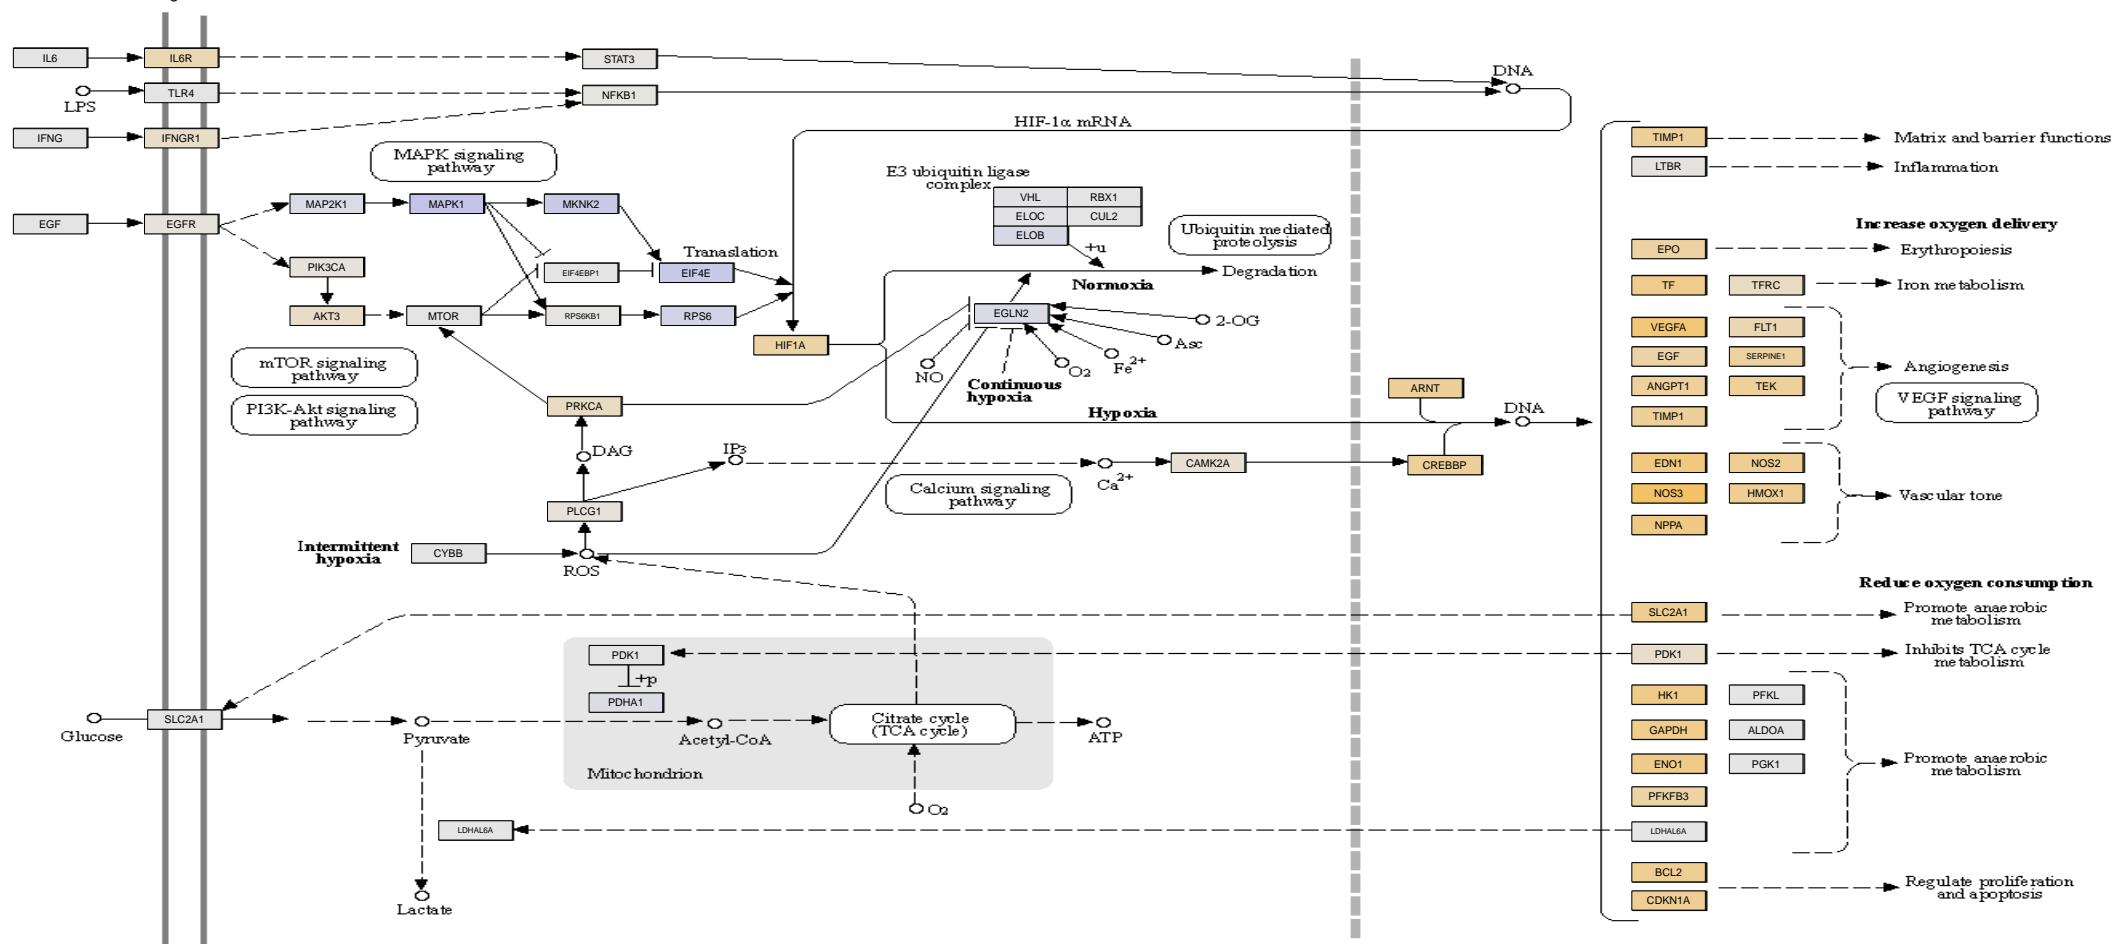 IL6
IL6R
STAT3
DNA
LPS
TLR4
NFKB1
IFNG
IFNGR1
HIF-1α mRNA
MAPK signaling
pathway
E3 ubiquitin ligase
complex
VHL
RBX1
ELOC
CUL2
ELOB
+u
Ubiquitin mediated
proteolysis
MAP2K1
MAPK1
MKNK2
EGF
EGFR
Tranaslation
PIK3CA
EIF4EBP1
EIF4E
Degradation
Normoxia
AKT3
MTOR
RPS6KB1
RPS6
EGLN2
2-OG
Asc
Fe2+
O2
NO
HIF1A
mTOR signaling
pathway
PI3K-Akt signaling
pathway
Continuous
hypoxia
Hypoxia
ARNT
DNA
PRKCA
DAG
IP3
Ca2+
CAMK2A
CREBBP
Calcium signaling
pathway
PLCG1
Intermittent
hypoxia
CYBB
ROS
PDK1
+p
PDHA1
Glucose
SLC2A1
Pyruvate
Acetyl-CoA
Citrate cycle
(TCA cycle)
ATP
Mitochondrion
O2
LDHAL6A
Lactate
TIMP1
Matrix and barrier functions
LTBR
Inflammation
Increase oxygen delivery
EPO
Erythropoiesis
TF
TFRC
Iron metabolism
VEGFA
FLT1
EGF
SERPINE1
Angiogenesis
ANGPT1
TEK
VEGF signaling
pathway
TIMP1
EDN1
NOS2
NOS3
HMOX1
Vascular tone
NPPA
Reduce oxygen consumption
SLC2A1
Promote anaerobic
metabolism
PDK1
Inhibits TCA cycle
metabolism
HK1
PFKL
GAPDH
ALDOA
ENO1
PGK1
Promote anaerobic
metabolism
PFKFB3
LDHAL6A
BCL2
CDKN1A
Regulate proliferation
and apoptosis